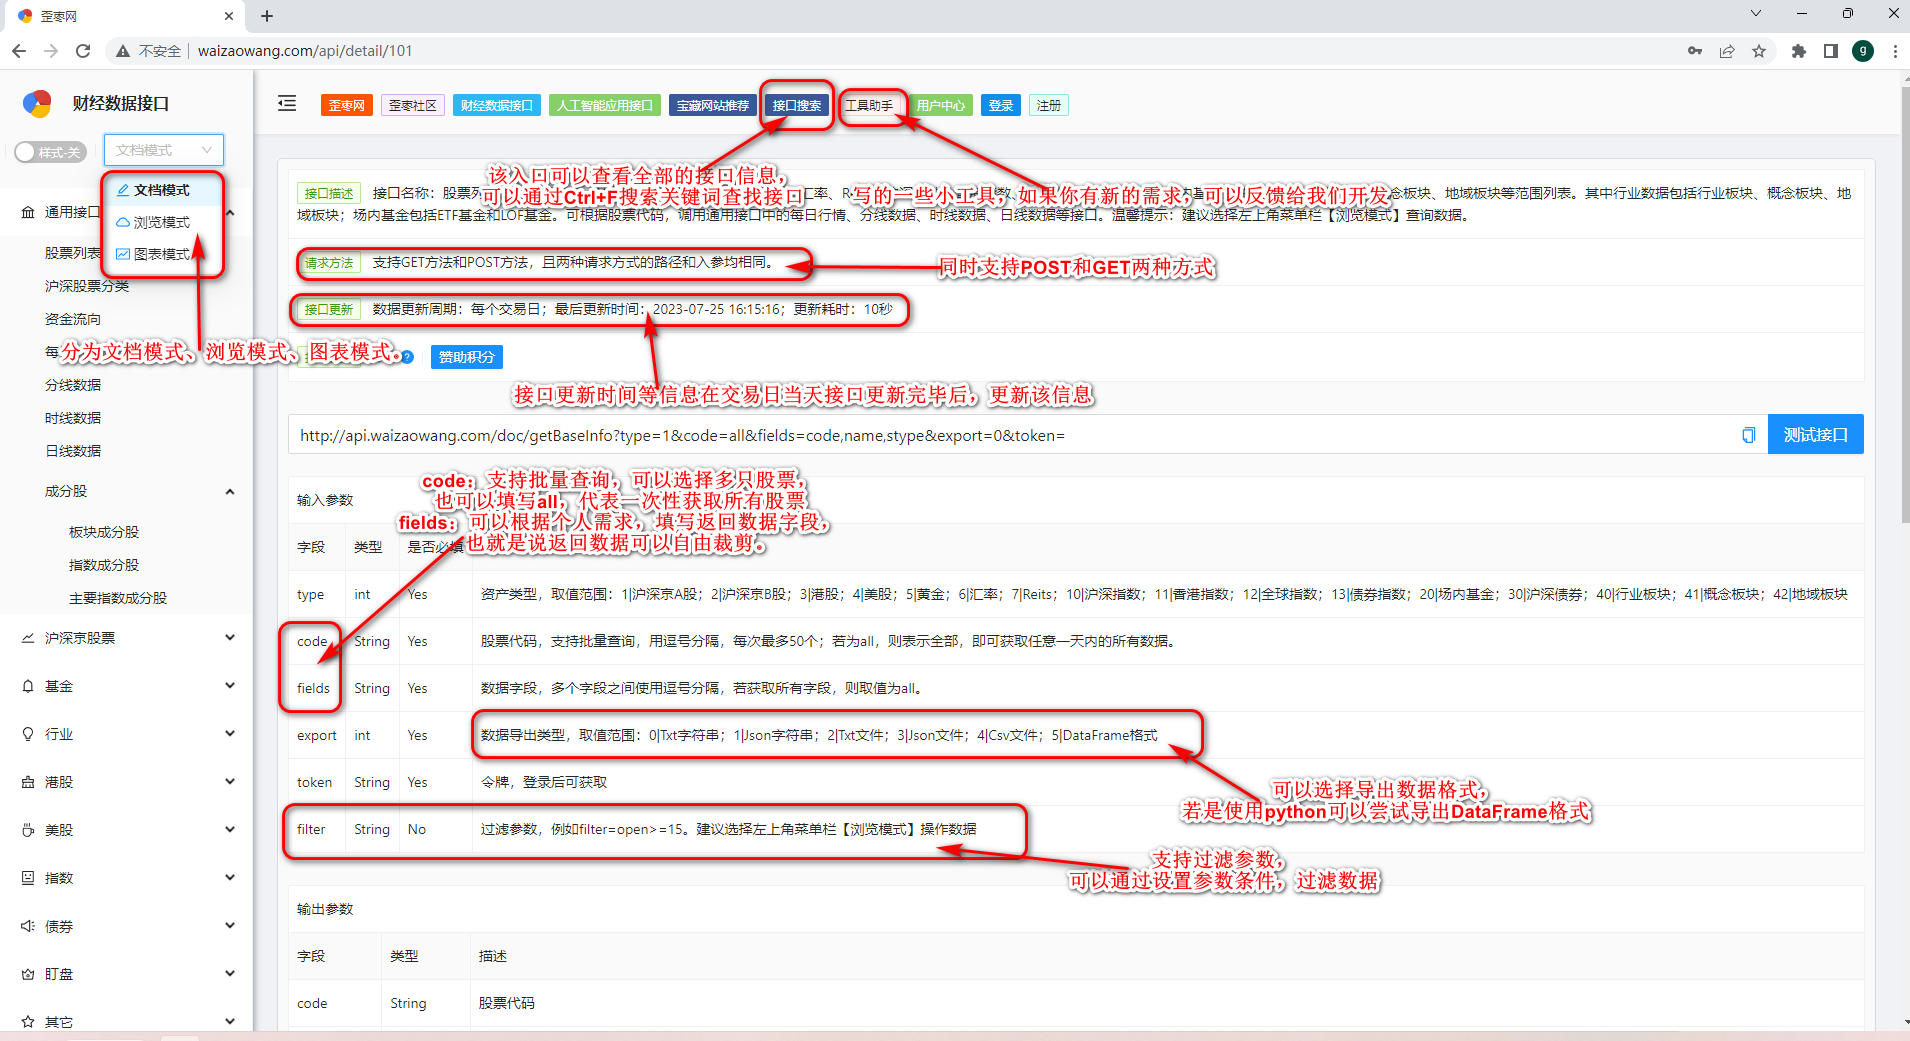 歪枣网
不安全
waizaowang.com/api/detail/101
g
财经数据接口
歪枣网
歪枣社区
财经数据接口
人工智能应用接口
宝藏网站推荐
接口搜索
工具助手
用户中心
登录
注册
样式-关
文档模式
文档模式
浏览模式
图表模式
通用接口
股票列表
沪深股票分类
资金流向
每
分线数据
时线数据
日线数据
成分股
板块成分股
指数成分股
主要指数成分股
沪深京股票
基金
行业
港股
美股
指数
债券
盯盘
其它
分为文档模式、浏览模式、图表模式。
该入口可以查看全部的接口信息，
可以通过Ctrl+F搜索关键词查找接口
写的一些小工具，如果你有新的需求，可以反馈给我们开发
接口描述
接口名称：股票列
念板块、地域板块等范围列表。其中行业数据包括行业板块、概念板块、地
域板块；场内基金包括ETF基金和LOF基金。可根据股票代码，调用通用接口中的每日行情、分线数据、时线数据、日线数据等接口。温馨提示：建议选择左上角菜单栏【浏览模式】查询数据。
请求方法
支持GET方法和POST方法，且两种请求方式的路径和入参均相同。
同时支持POST和GET两种方式
接口更新
数据更新周期：每个交易日；最后更新时间：2023-07-25 16:15:16；更新耗时：10秒
赞助积分
接口更新时间等信息在交易日当天接口更新完毕后，更新该信息
http://api.waizaowang.com/doc/getBaseInfo?type=1&code=all&fields=code,name,stype&export=0&token=
测试接口
code：支持批量查询，可以选择多只股票，
也可以填写all，代表一次性获取所有股票
fields：可以根据个人需求，填写返回数据字段，
也就是说返回数据可以自由裁剪。
输入参数
字段 类型 是否必填
type int Yes 资产类型，取值范围：1|沪深京A股；2|沪深京B股；3|港股；4|美股；5|黄金；6|汇率；7|Reits；10|沪深指数；11|香港指数；12|全球指数；13|债券指数；20|场内基金；30|沪深债券；40|行业板块；41|概念板块；42|地域板块
code String Yes 股票代码，支持批量查询，用逗号分隔，每次最多50个；若为all，则表示全部，即可获取任意一天内的所有数据。
fields String Yes 数据字段，多个字段之间使用逗号分隔，若获取所有字段，则取值为all。
export int Yes 数据导出类型，取值范围：0|Txt字符串；1|Json字符串；2|Txt文件；3|Json文件；4|Csv文件；5|DataFrame格式
token String Yes 令牌，登录后可获取
filter String No 过滤参数，例如filter=open>=15。建议选择左上角菜单栏【浏览模式】操作数据
可以选择导出数据格式，
若是使用python可以尝试导出DataFrame格式
支持过滤参数，
可以通过设置参数条件，过滤数据
输出参数
字段 类型 描述
code String 股票代码